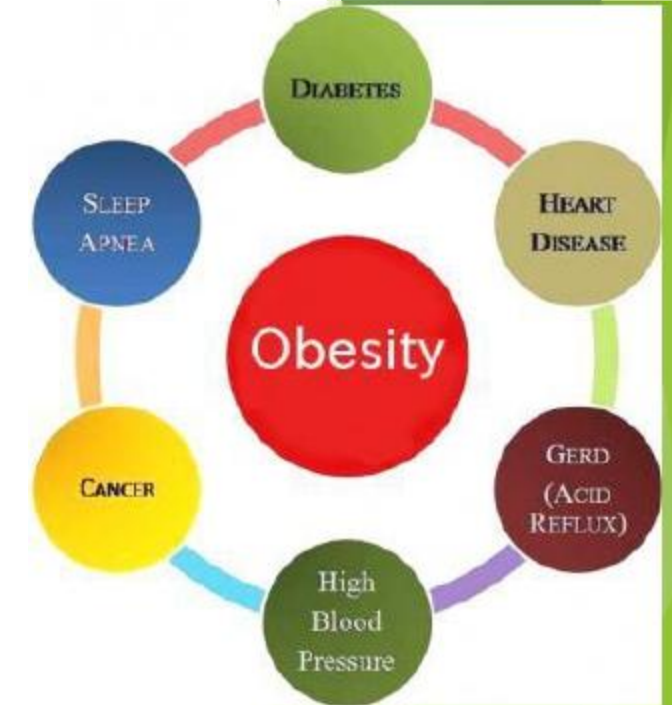 DIABETES
HEART
DISEASE
GERD
(ACID
REFLUX)
High
Blood
Pressure
CANCER
SLEEP
APNEA
Obesity